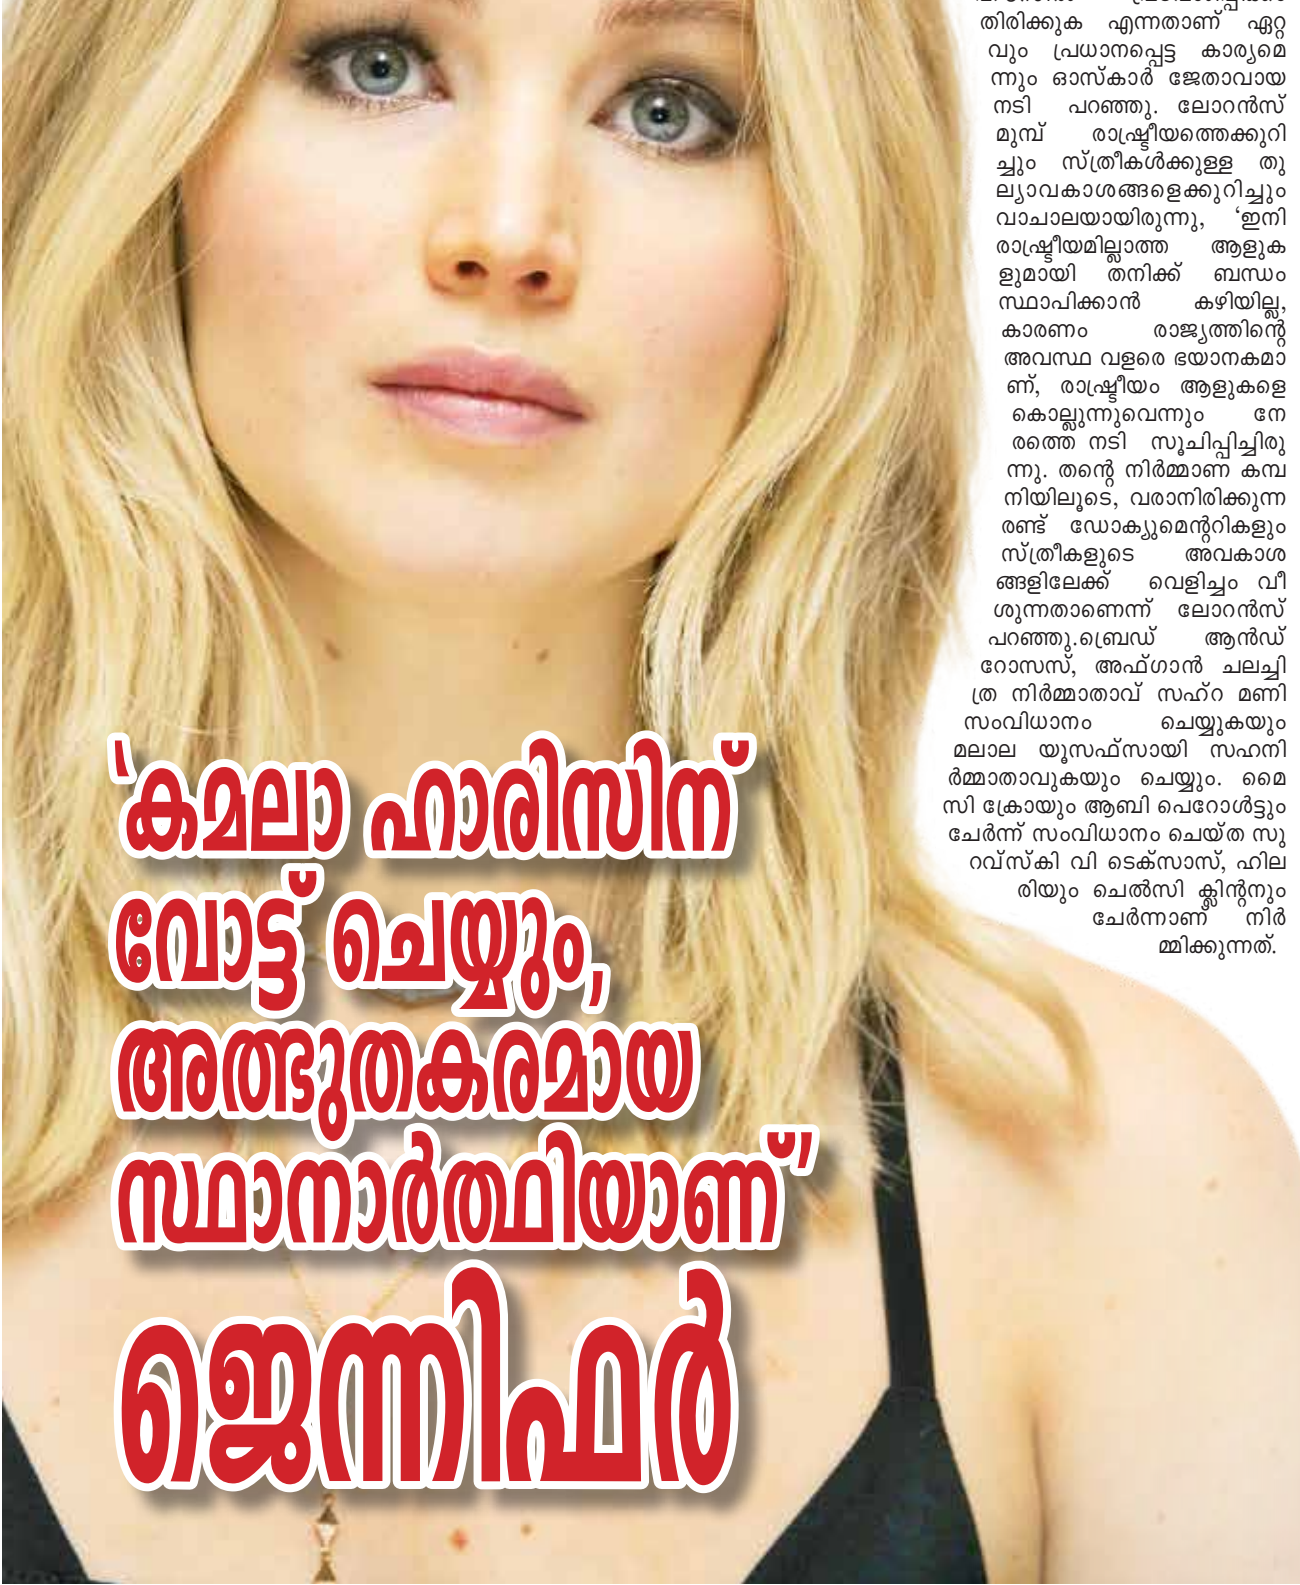 തിരിക്കുക എന്നതാണ് ഏറ്റ
വും പ്രധാനപ്പെട്ട കാര്യമെ
ന്നും ഓസ്കാർ ജേതാവായ
നടി പറഞ്ഞു. ലോറൻസ്
മുമ്പ് രാഷ്ട്രീയത്തെക്കുറി
ച്ചും സ്ത്രീകൾക്കുള്ള തു
ല്യാവകാശങ്ങളെക്കുറിച്ചും
വാചാലയായിരുന്നു, ‘ഇനി
രാഷ്ട്രീയമില്ലാത്ത ആളുക
ളുമായി തനിക്ക് ബന്ധം
സ്ഥാപിക്കാൻ കഴിയില്ല,
കാരണം രാജ്യത്തിന്റെ
അവസ്ഥ വളരെ ഭയാനകമാ
ണ്, രാഷ്ട്രീയം ആളുകളെ
കൊല്ലുന്നുവെന്നും നേ
രത്തെ നടി സൂചിപ്പിച്ചിരു
ന്നു. തന്റെ നിർമ്മാണ കമ്പ
നിയിലൂടെ, വരാനിരിക്കുന്ന
രണ്ട് ഡോക്യുമെന്ററികളും
സ്ത്രീകളുടെ അവകാശ
ങ്ങളിലേക്ക് വെളിച്ചം വീ
ശുന്നതാണെന്ന് ലോറൻസ്
പറഞ്ഞു.ബ്രെഡ് ആൻഡ്
റോസസ്, അഫ്ഗാൻ ചലച്ചി
ത്ര നിർമ്മാതാവ് സഹ്റ മണി
സംവിധാനം ചെയ്യുകയും
മലാല യൂസഫ്സായി സഹനി
ർമ്മാതാവുകയും ചെയ്യും. മൈ
സി ക്രോയും ആബി പെറോൾട്ടും
ചേർന്ന് സംവിധാനം ചെയ്ത സു
റവ്സ്കി വി ടെക്സാസ്, ഹില
രിയും ചെൽസി ക്ലിന്റനും
ചേർന്നാണ് നിർ
മ്മിക്കുന്നത്.
‘കമലാ ഹാരിസിന്
വോട്ട് ചെയ്യും,
അത്ഭുതകരമായ
സ്ഥാനാർത്ഥിയാണ്’
ജെന്നിഫർ